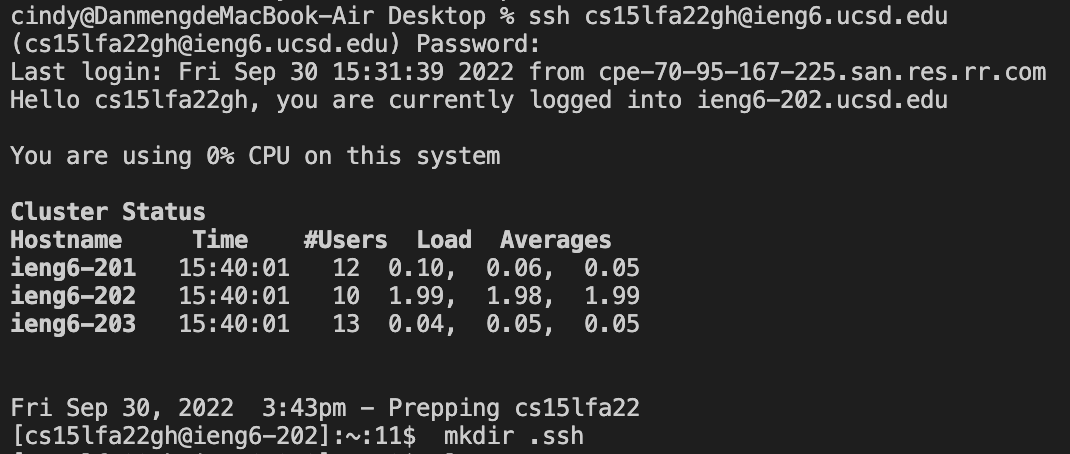 cindy@DanmengdeMacBook-Air Desktop % ssh cs15lfa22gh@ieng6.ucsd.edu
(cs15lfa22gh@ieng6.ucsd.edu) Password:
Last login: Fri Sep 30 15:31:39 2022 from cpe-70-95-167-225.san.res.rr.com
Hello cs15lfa22gh, you are currently logged into ieng6-202.ucsd.edu
You are using 0% CPU on this system
Cluster Status
Hostname     Time    #Users  Load  Averages
ieng6-201   15:40:01   12  0.10,  0.06,  0.05
ieng6-202   15:40:01   10  1.99,  1.98,  1.99
ieng6-203   15:40:01   13  0.04,  0.05,  0.05
Fri Sep 30, 2022  3:43pm - Prepping cs15lfa22
[cs15lfa22gh@ieng6-202]:~:11$  mkdir .ssh